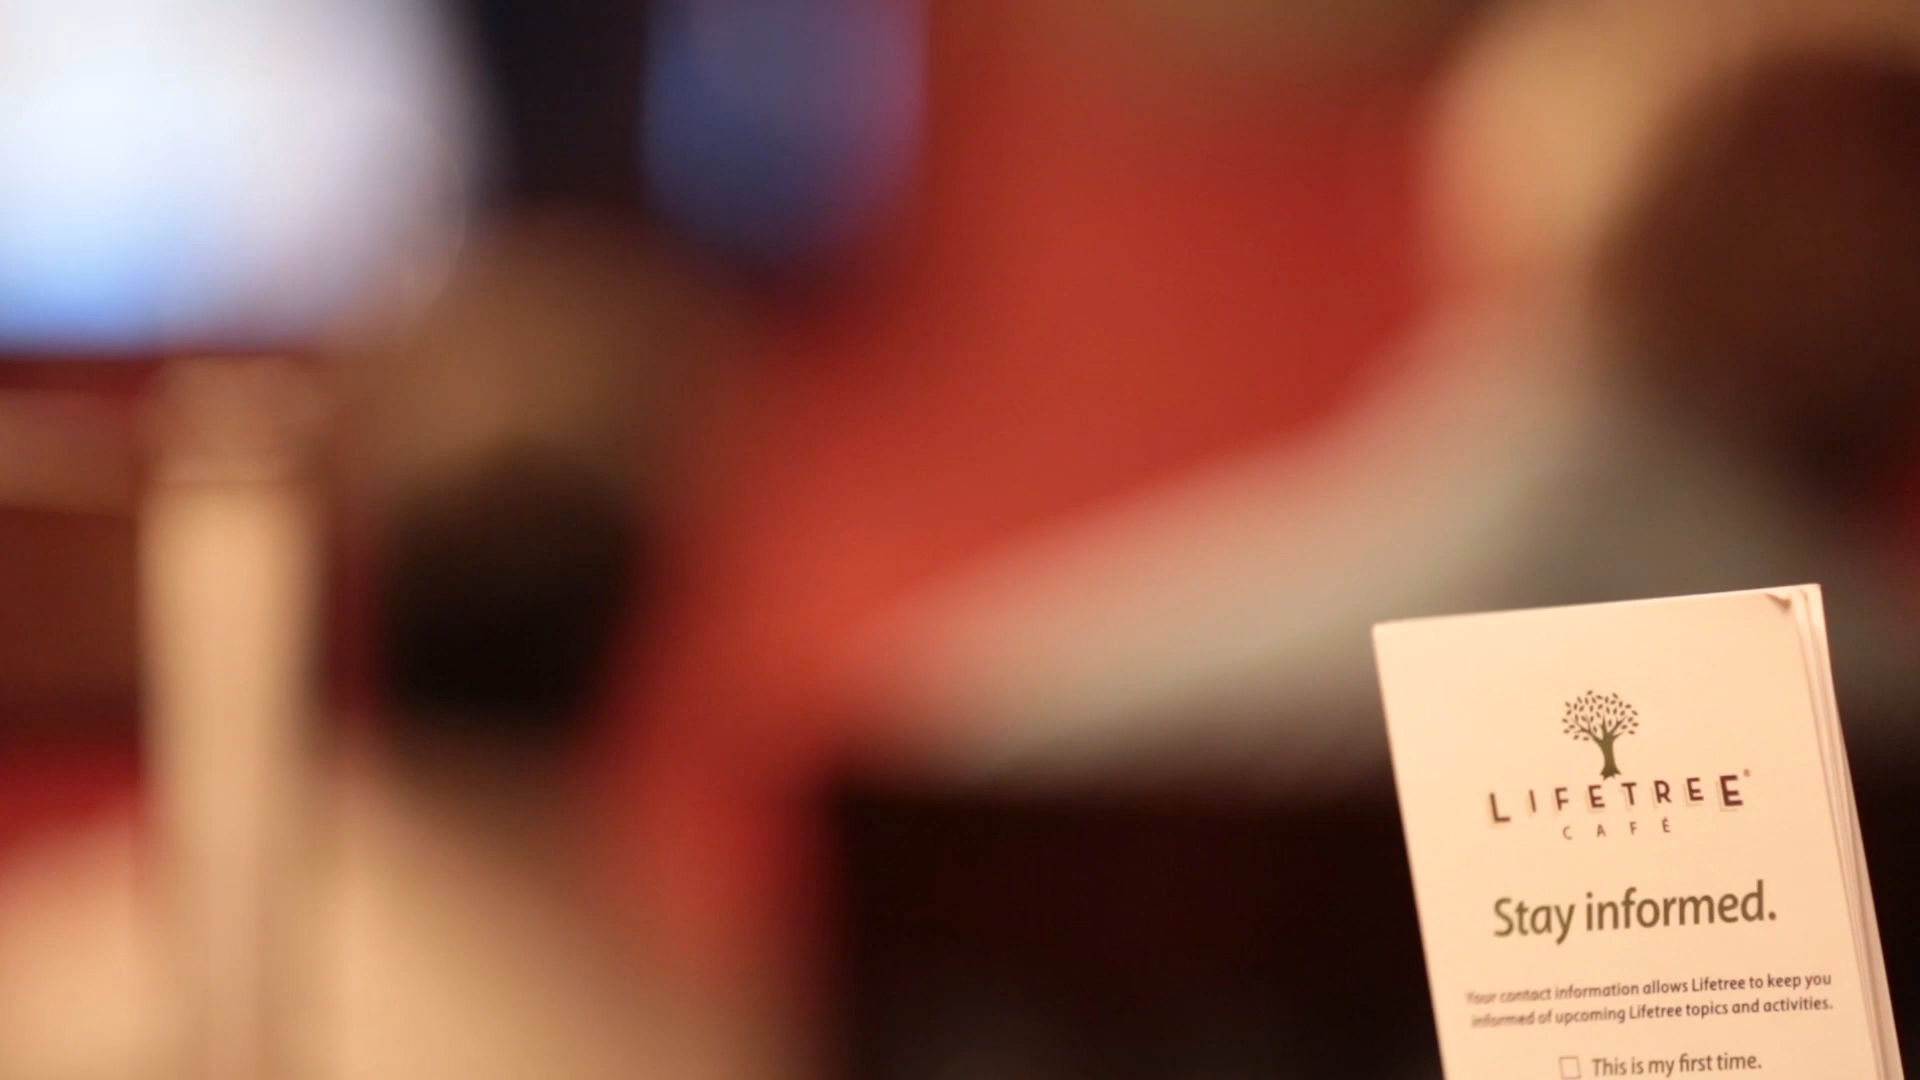 LIFETREE®
CAFÉ
Stay informed.
Your contact information allows Lifetree to keep you
informed of upcoming Lifetree topics and activities.
This is my first time.